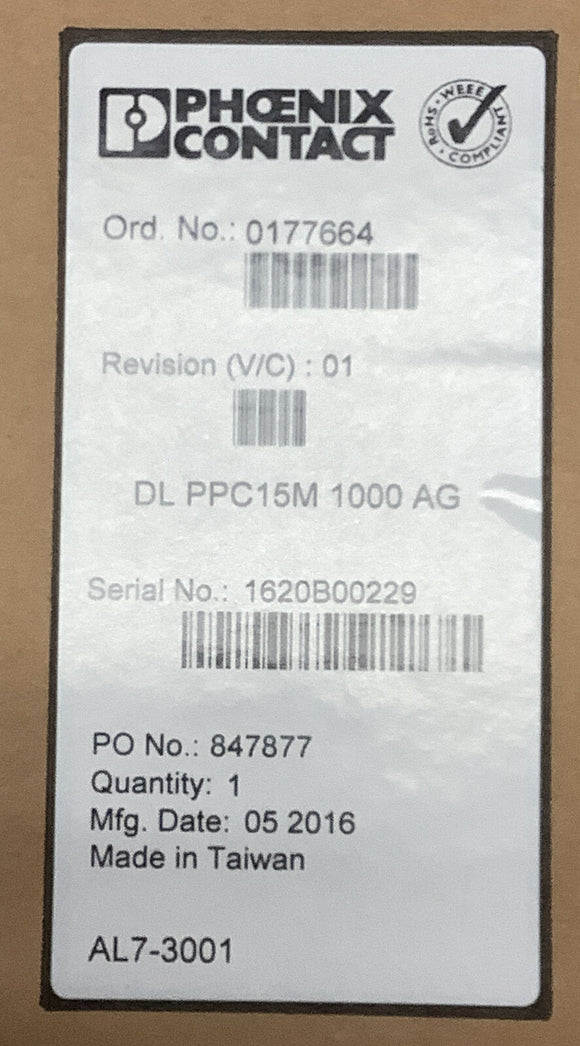 PHŒNIX
CONTACT
RoHS · WEEE
COMPLIANT
Ord. No.: 0177664
Revision (V/C) : 01
DL PPC15M 1000 AG
Serial No.: 1620B00229
PO No.: 847877
Quantity: 1
Mfg. Date: 05 2016
Made in Taiwan
AL7-3001